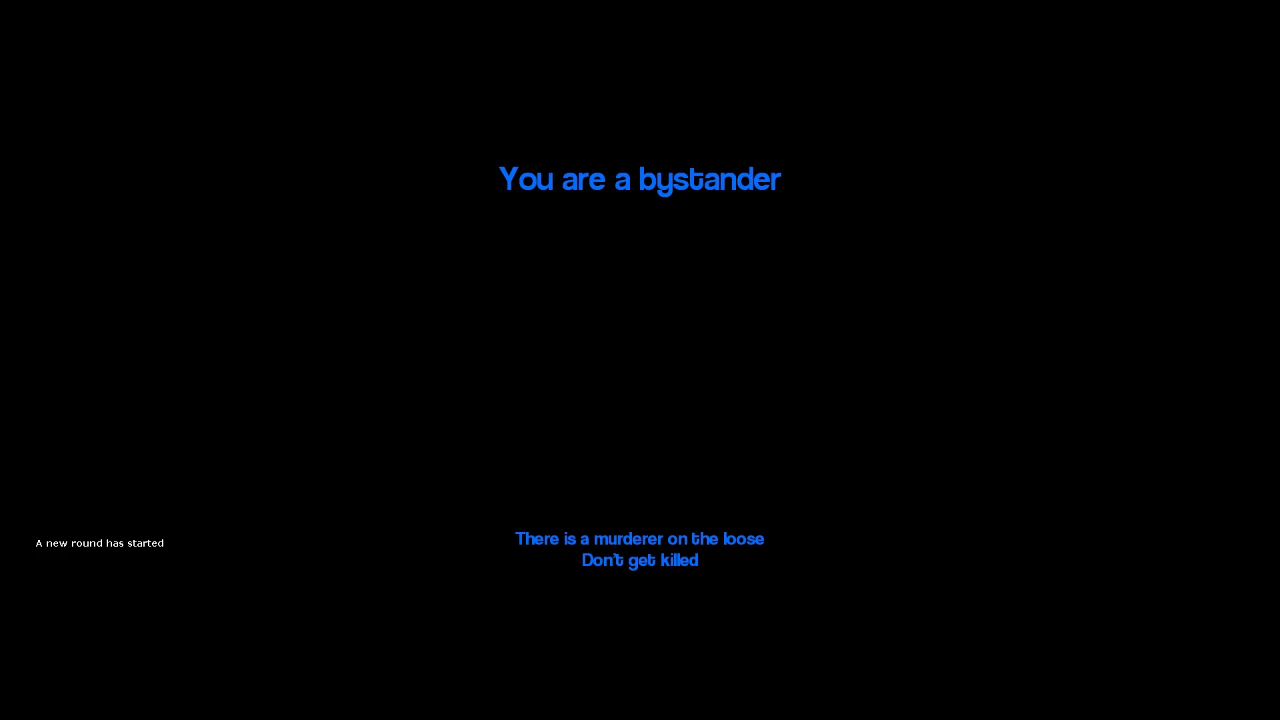 You are a bystander
There is a murderer on the loose
Don't get killed
A new round has started